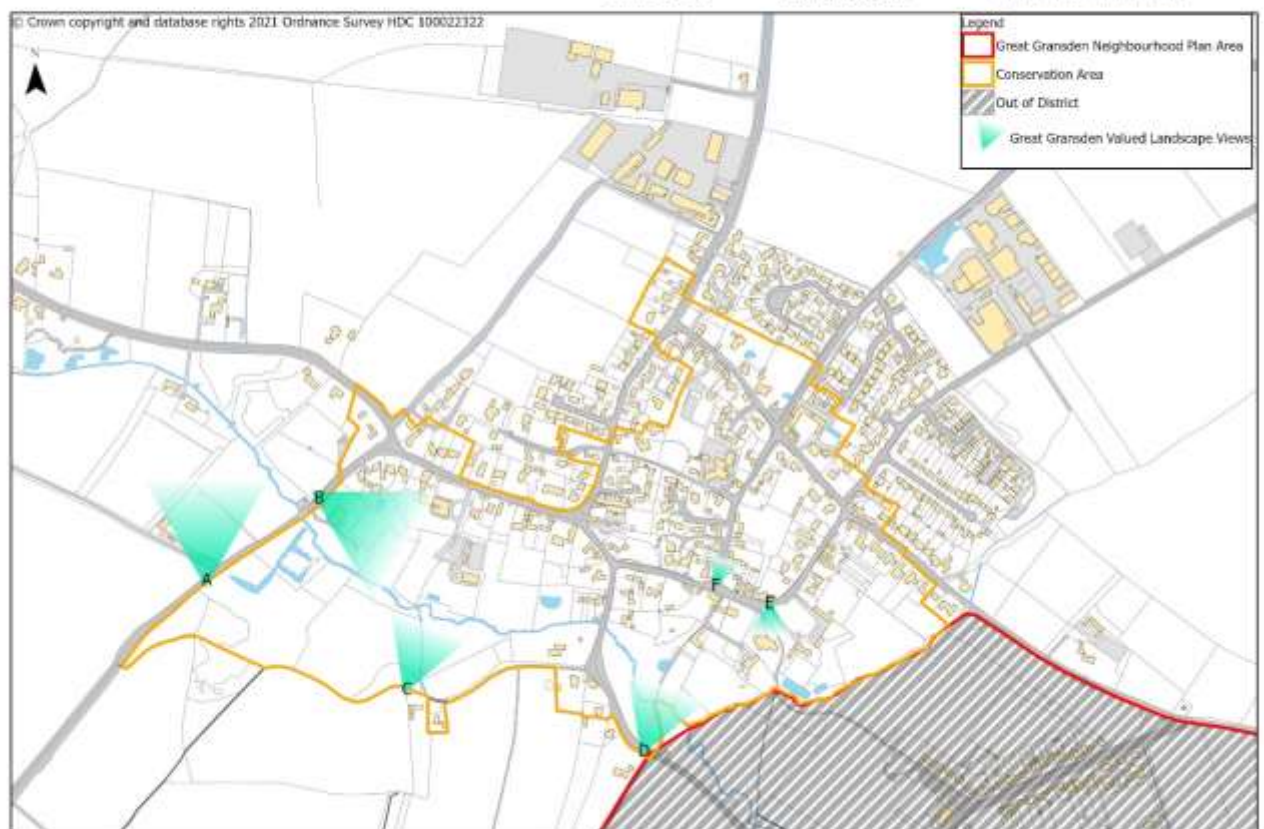 © Crown copyright and database rights 2021 Ordnance Survey HDC 100022322
N
Legend
Great Gransden Neighbourhood Plan Area
Conservation Area
Out of District
Great Gransden Valued Landscape Views
B
A
F
E
C
D